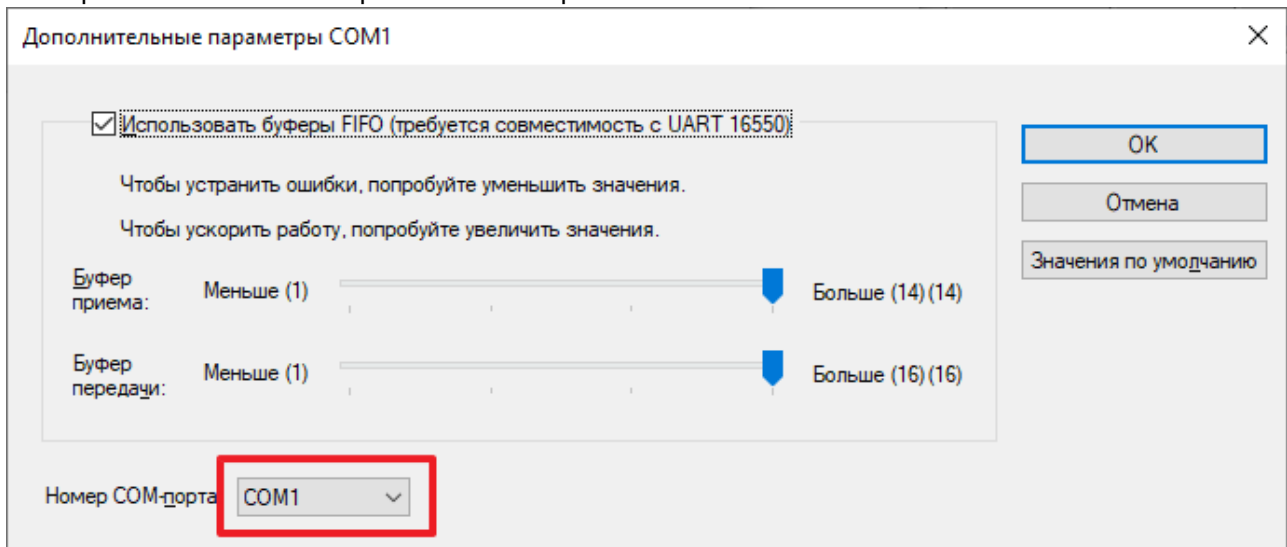 Дополнительные параметры COM1
Использовать буферы FIFO (требуется совместимость с UART 16550)
OK
Чтобы устранить ошибки, попробуйте уменьшить значения.
Отмена
Чтобы ускорить работу, попробуйте увеличить значения.
Значения по умолчанию
Буфер приема:
Меньше (1)
Больше (14) (14)
Буфер передачи:
Меньше (1)
Больше (16) (16)
Номер COM-порта
COM1